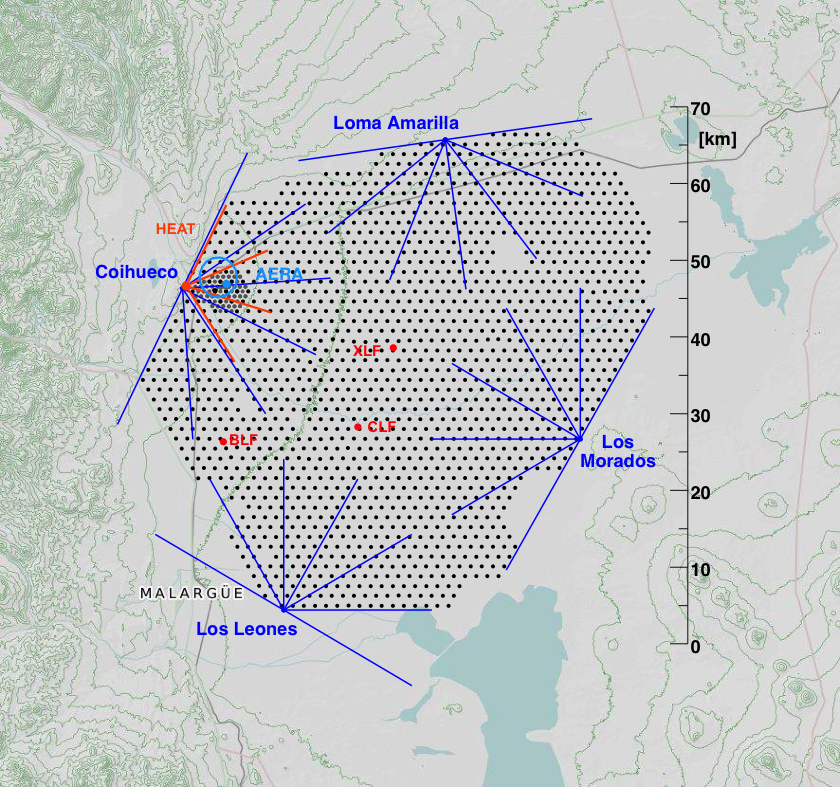 70
[km]
Loma Amarilla
60
HEAT
50
Coihueco
AERA
40
XLF
30
CLF
BLF
Los
Morados
20
10
MALARGÜE
Los Leones
0